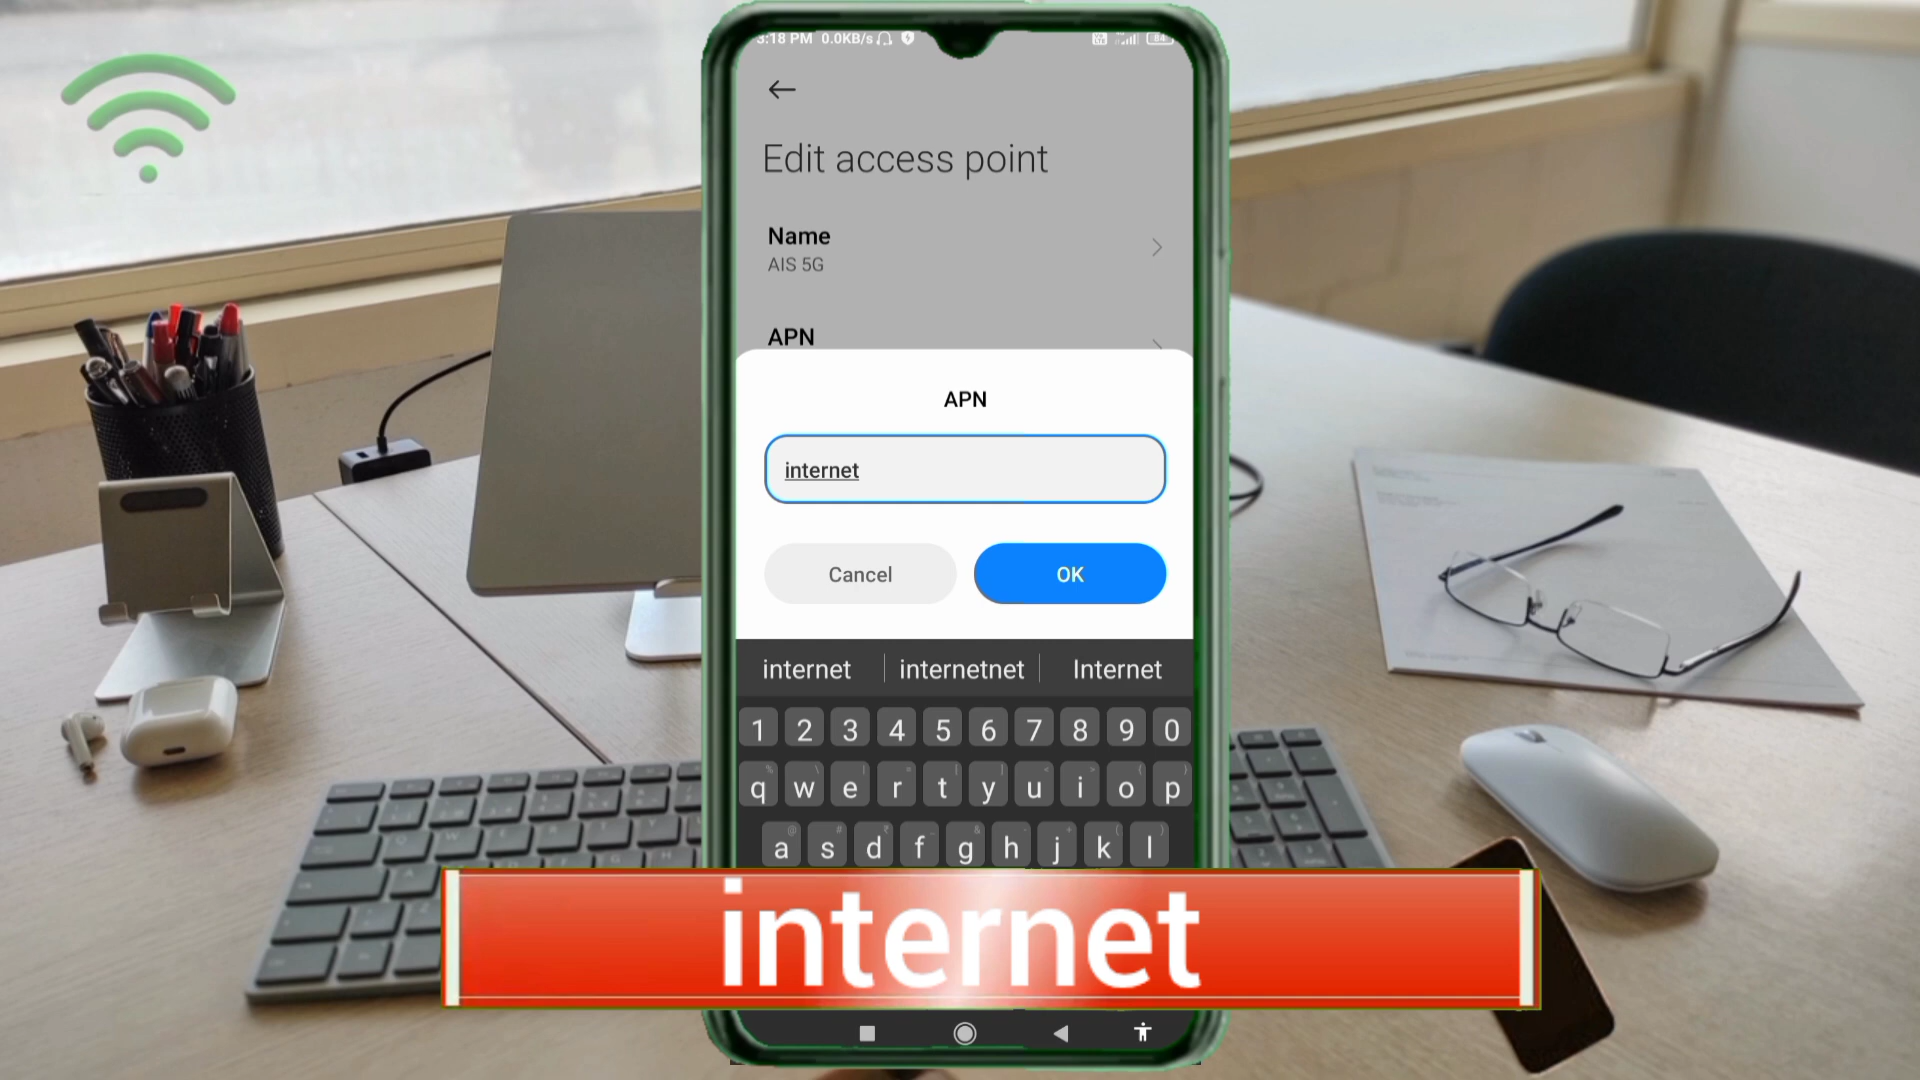 3:18 PM 0.0KB/s 84
Edit access point
Name
AIS 5G
APN
APN
internet
Cancel OK
internet internetnet Internet
1 2 3 4 5 6 7 8 9 0
q w e r t y u i o p
a s d f g h j k l
internet